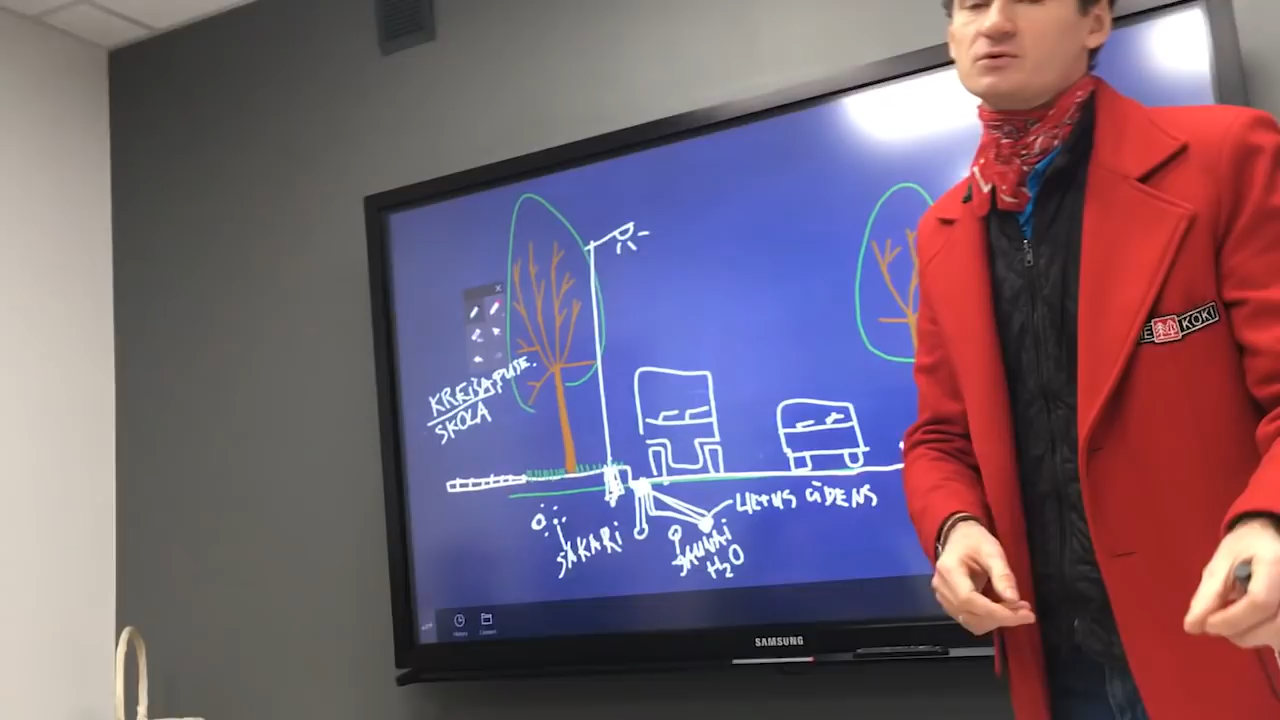 KREISĀ PUSE.
SKOLA
SAKARI
LIETUS ŪDENS
H₂O
SAMSUNG
KOKI